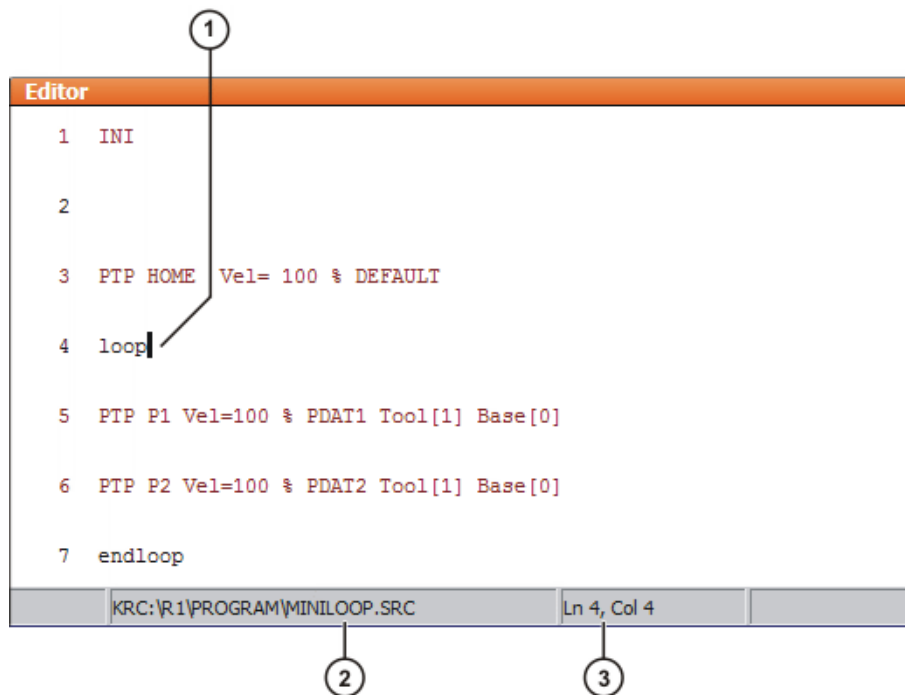 1
Editor
1 INI
2
3 PTP HOME Vel= 100 % DEFAULT
4 loop
5 PTP P1 Vel=100 % PDAT1 Tool[1] Base[0]
6 PTP P2 Vel=100 % PDAT2 Tool[1] Base[0]
7 endloop
KRC:\R1\PROGRAM\MINILOOP.SRC Ln 4, Col 4
2 3